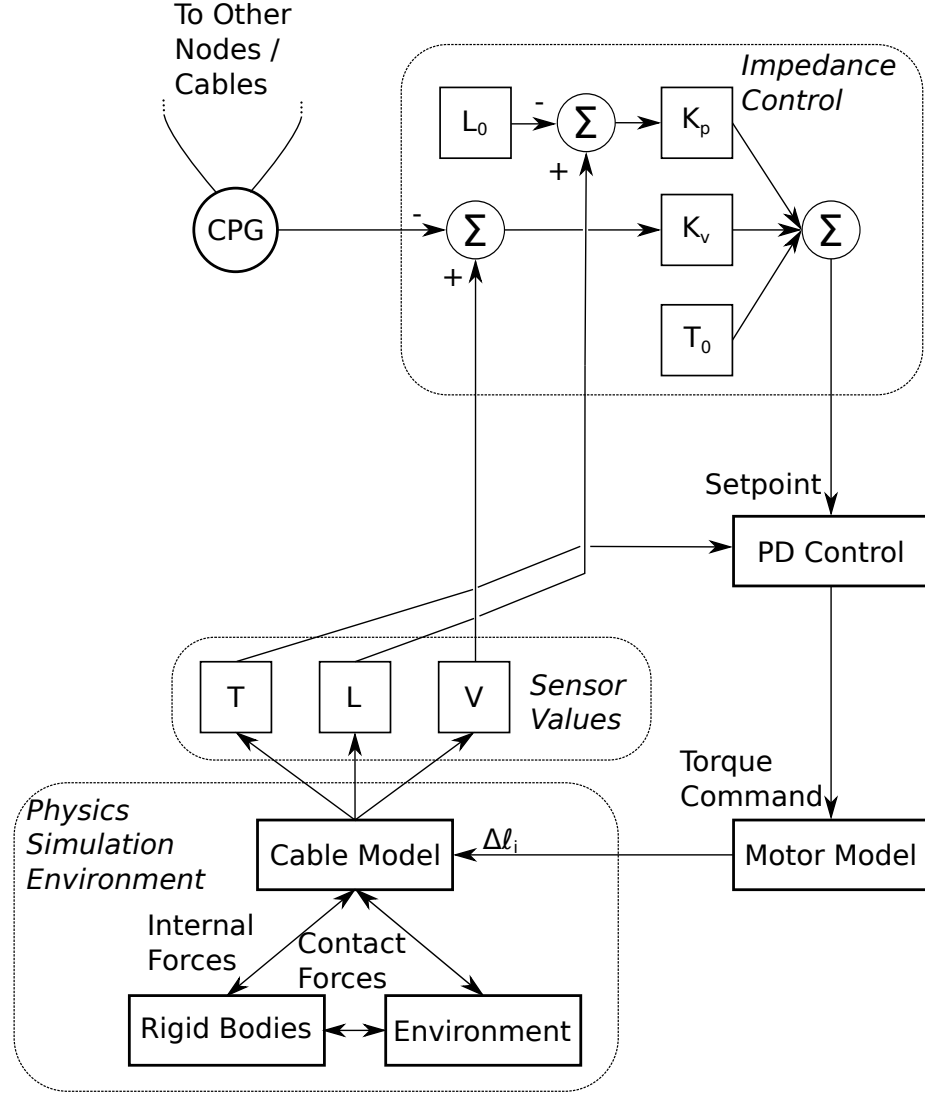 To Other
Nodes /
Cables
Impedance
Control
L₀
-
Σ
+
Kₚ
CPG
-
Σ
+
Kᵥ
Σ
T₀
Setpoint
PD Control
T
L
V
Sensor
Values
Torque
Command
Physics
Simulation
Environment
Cable Model
Δℓᵢ
Motor Model
Internal
Forces
Contact
Forces
Rigid Bodies
Environment